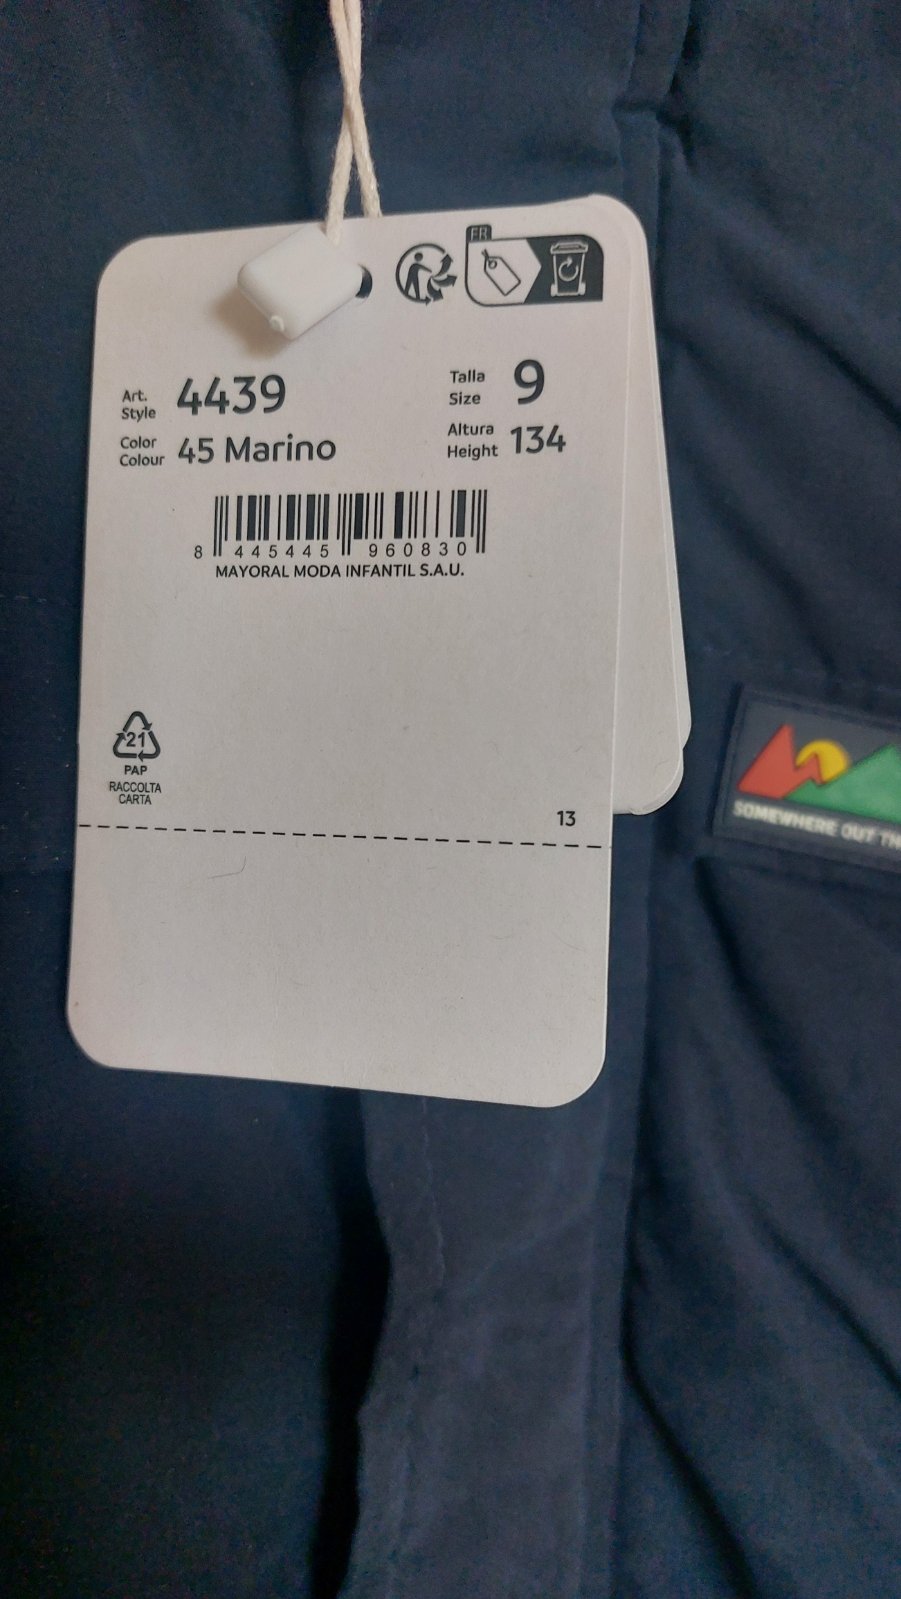 FR
Art.
Style 4439
Talla
Size 9
Color
Colour 45 Marino
Altura
Height 134
8 445445 960830
MAYORAL MODA INFANTIL S.A.U.
21
PAP
RACCOLTA
CARTA
13
SOMEWHERE OUT